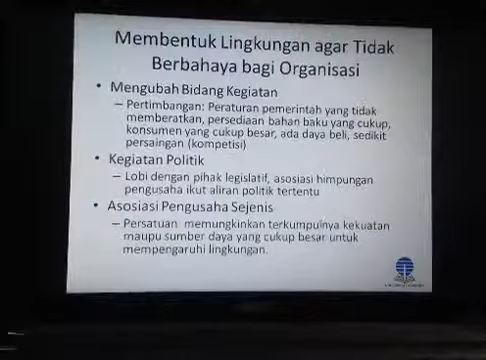 Membentuk Lingkungan agar Tidak
Berbahaya bagi Organisasi
• Mengubah Bidang Kegiatan
– Pertimbangan: Peraturan pemerintah yang tidak
memberatkan, persediaan bahan baku yang cukup,
konsumen yang cukup besar, ada daya beli, sedikit
persaingan (kompetisi)
• Kegiatan Politik
– Lobi dengan pihak legislatif, asosiasi himpungan
pengusaha ikut aliran politik tertentu
• Asosiasi Pengusaha Sejenis
– Persatuan memungkinkan terkumpulnya kekuatan
maupun sumber daya yang cukup besar untuk
mempengaruhi lingkungan.